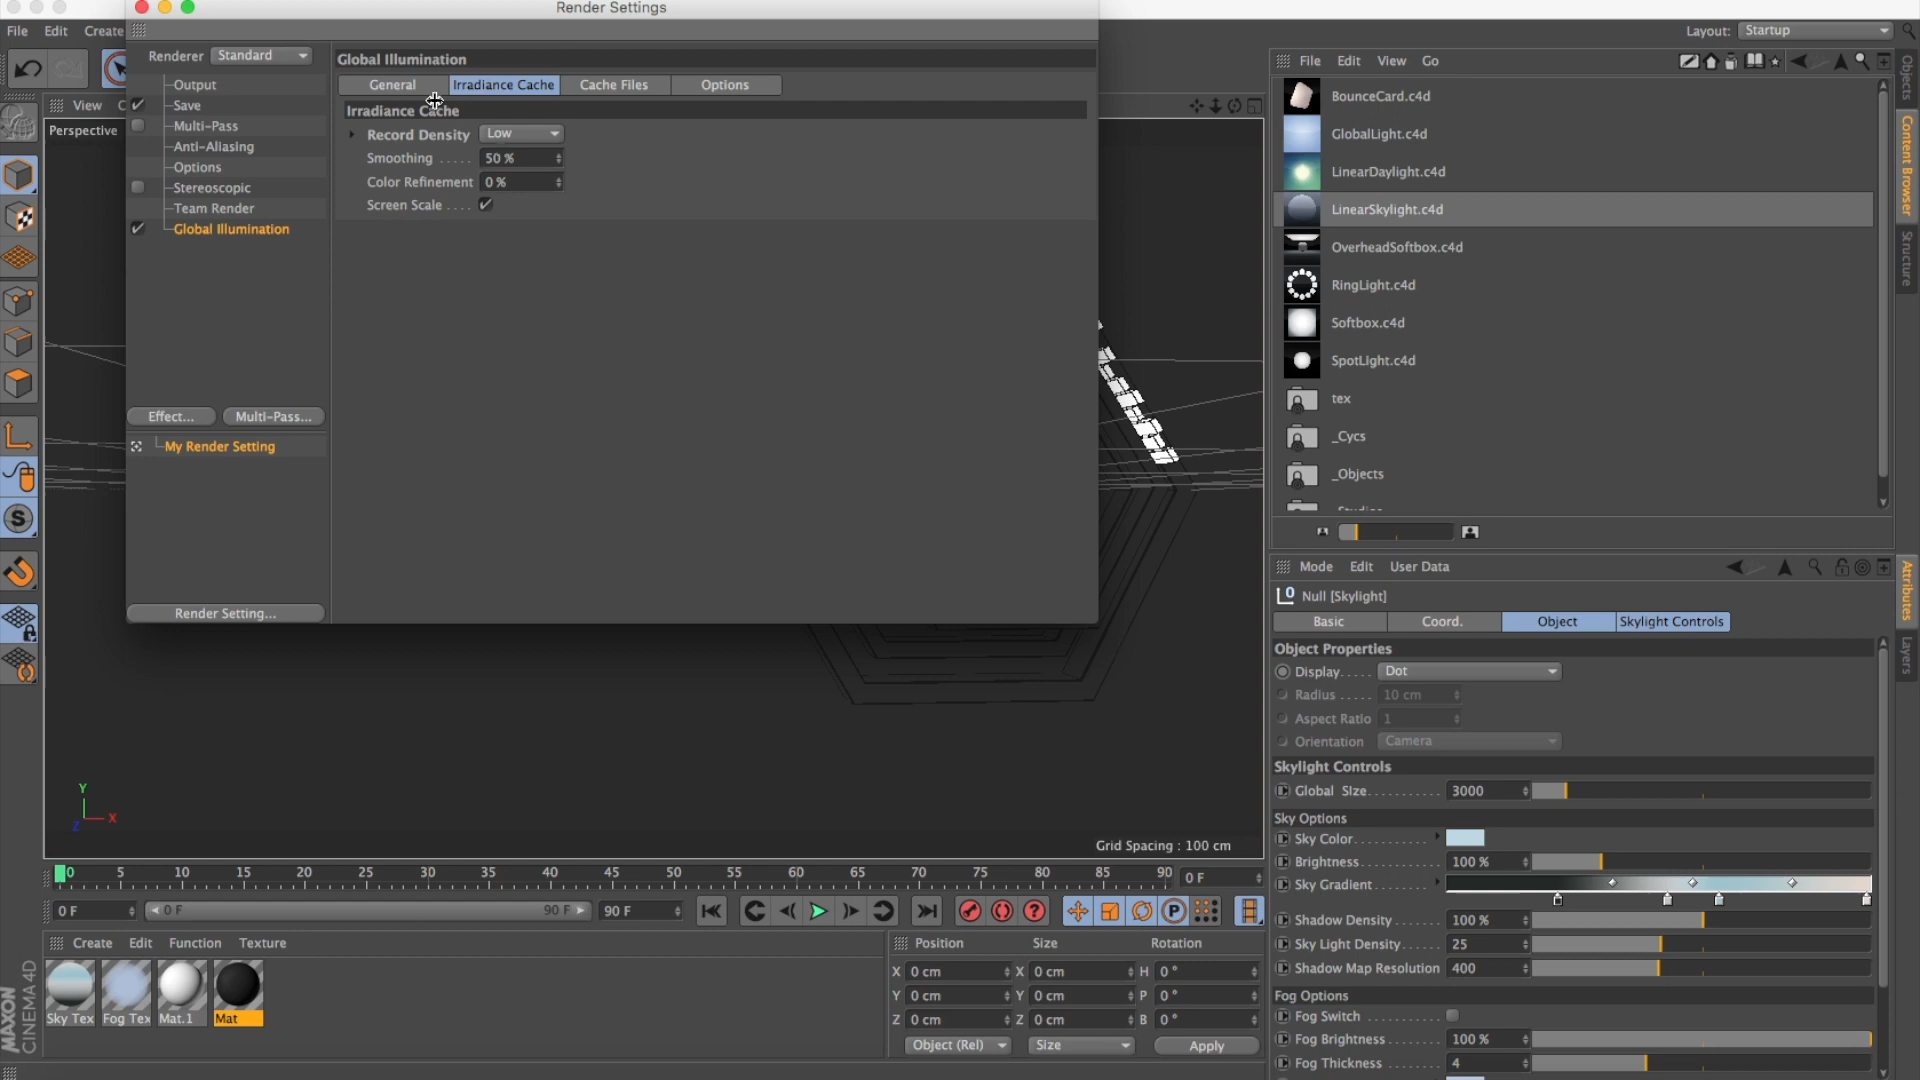 Render Settings
File Edit Create
Layout: Startup
Renderer Standard
Output
Save
Multi-Pass
Anti-Aliasing
Options
Stereoscopic
Team Render
Global Illumination
Effect... Multi-Pass...
My Render Setting
Render Setting...
Global Illumination
General Irradiance Cache Cache Files Options
Irradiance Cache
Record Density Low
Smoothing . . . . . 50 %
Color Refinement 0 %
Screen Scale . . . .
View C
Perspective
Y
X
Z
Grid Spacing : 100 cm
File Edit View Go
BounceCard.c4d
GlobalLight.c4d
LinearDaylight.c4d
LinearSkylight.c4d
OverheadSoftbox.c4d
RingLight.c4d
Softbox.c4d
SpotLight.c4d
tex
_Cycs
_Objects
Objects
Content Browser
Structure
Mode Edit User Data
Null [Skylight]
Basic Coord. Object Skylight Controls
Object Properties
Display. . . . . Dot
Radius . . . . . 10 cm
Aspect Ratio 1
Orientation Camera
Skylight Controls
Global Size. . . . . . . . . . . 3000
Sky Options
Sky Color. . . . . . . . . . . . .
Brightness. . . . . . . . . . . . 100 %
Sky Gradient. . . . . . . . . .
Shadow Density. . . . . . . 100 %
Sky Light Density. . . . . . 25
Shadow Map Resolution 400
Fog Options
Fog Switch . . . . . . . . . . . .
Fog Brightness. . . . . . . . 100 %
Fog Thickness . . . . . . . . 4
Attributes
Layers
0 5 10 15 20 25 30 35 40 45 50 55 60 65 70 75 80 85 90 0 F
0 F 0 F 90 F 90 F
Create Edit Function Texture
Sky Tex Fog Tex Mat.1 Mat
MAXON
CINEMA 4D
Position Size Rotation
X 0 cm X 0 cm H 0 °
Y 0 cm Y 0 cm P 0 °
Z 0 cm Z 0 cm B 0 °
Object (Rel) Size Apply